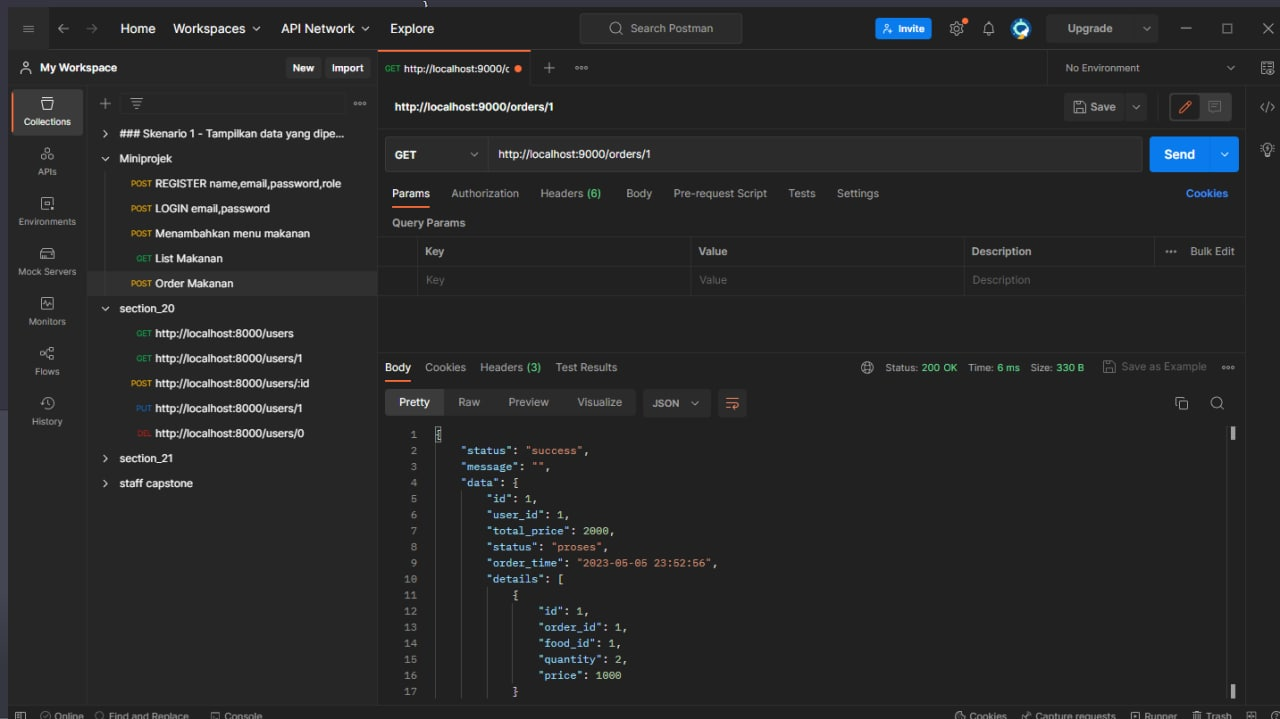 Home Workspaces API Network Explore Search Postman Invite Upgrade
My Workspace New Import GET http://localhost:9000/c No Environment
Collections
APIs
Environments
Mock Servers
Monitors
Flows
History
### Skenario 1 - Tampilkan data yang dipe...
Miniprojek
POST REGISTER name,email,password,role
POST LOGIN email,password
POST Menambahkan menu makanan
GET List Makanan
POST Order Makanan
section_20
GET http://localhost:8000/users
GET http://localhost:8000/users/1
POST http://localhost:8000/users/:id
PUT http://localhost:8000/users/1
DEL http://localhost:8000/users/0
section_21
staff capstone
http://localhost:9000/orders/1 Save
GET http://localhost:9000/orders/1 Send
Params Authorization Headers (6) Body Pre-request Script Tests Settings Cookies
Query Params
Key Value Description Bulk Edit
Key Value Description
Body Cookies Headers (3) Test Results Status: 200 OK Time: 6 ms Size: 330 B Save as Example
Pretty Raw Preview Visualize JSON
1 {
2 "status": "success",
3 "message": "",
4 "data": {
5 "id": 1,
6 "user_id": 1,
7 "total_price": 2000,
8 "status": "proses",
9 "order_time": "2023-05-05 23:52:56",
10 "details": [
11 {
12 "id": 1,
13 "order_id": 1,
14 "food_id": 1,
15 "quantity": 2,
16 "price": 1000
17 }
Online Find and Replace Console Cookies Capture requests Runner Trash